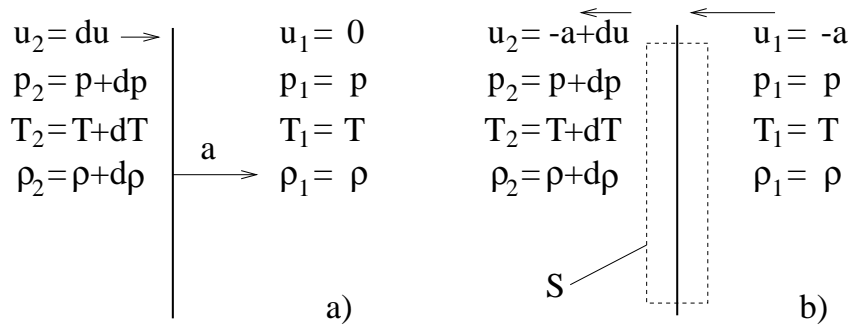 u₂= du
p₂= p+dp
T₂= T+dT
ρ₂= ρ+dρ
a
u₁= 0
p₁= p
T₁= T
ρ₁= ρ
a)
u₂= -a+du
p₂= p+dp
T₂= T+dT
ρ₂= ρ+dρ
S
u₁= -a
p₁= p
T₁= T
ρ₁= ρ
b)